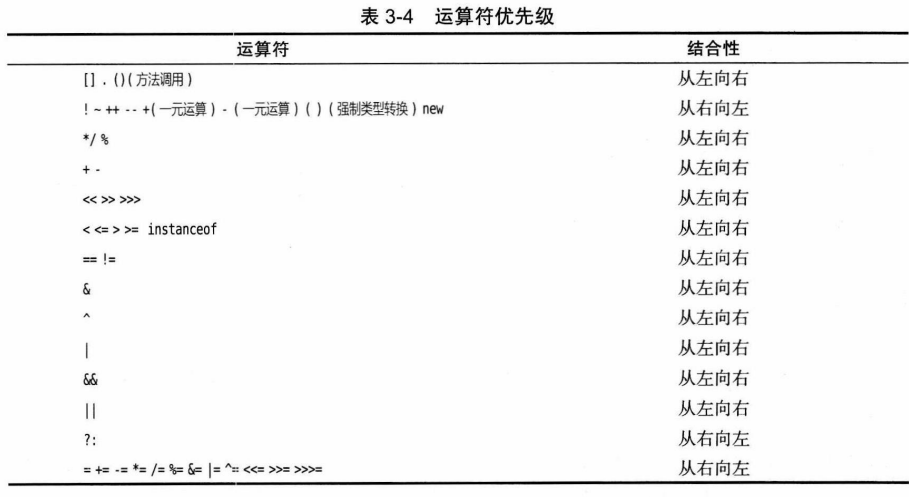 表 3-4 运算符优先级
运算符 结合性
[] . () (方法调用) 从左向右
! ~ ++ -- +(一元运算) - (一元运算) ( ) (强制类型转换) new 从右向左
*/ % 从左向右
+ - 从左向右
<< >> >>> 从左向右
< <= > >= instanceof 从左向右
== != 从左向右
& 从左向右
^ 从左向右
| 从左向右
&& 从左向右
|| 从左向右
?: 从右向左
= += -= *= /= %= &= |= ^= <<= >>= >>>= 从右向左